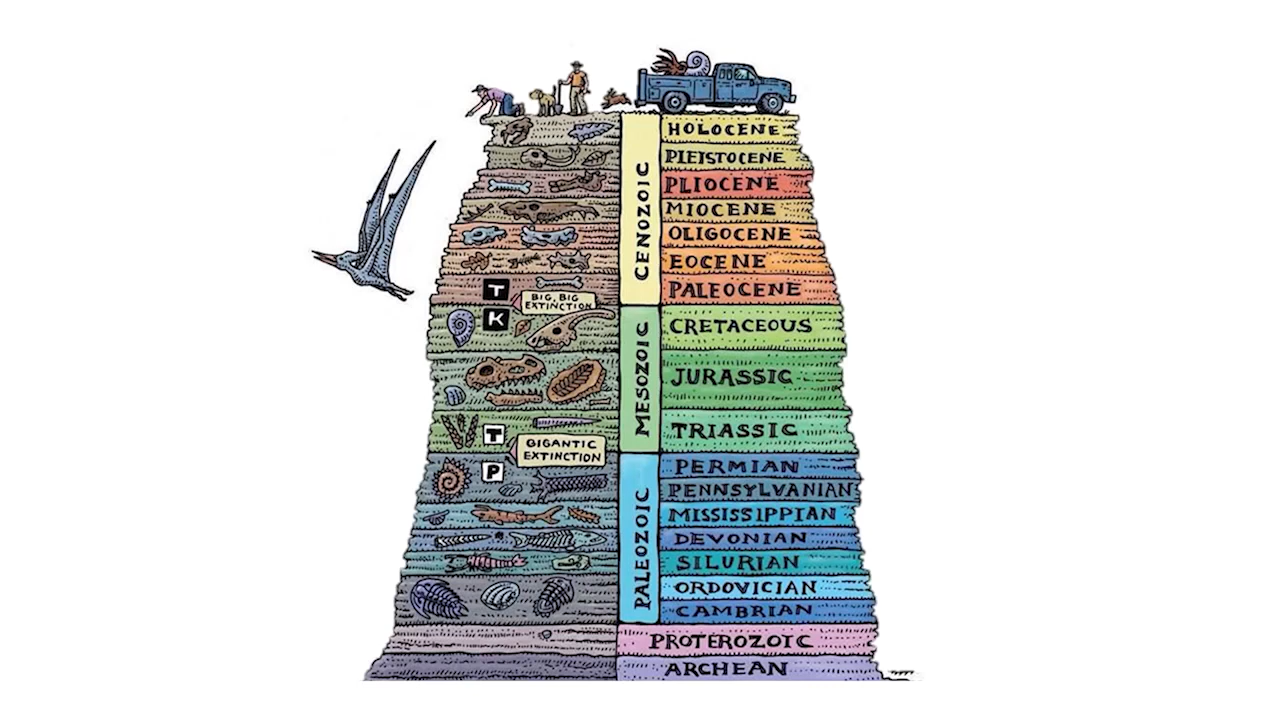 HOLOCENE
PLEISTOCENE
PLIOCENE
MIOCENE
OLIGOCENE
EOCENE
PALEOCENE
CENOZOIC
T
BIG, BIG
EXTINCTION
K
CRETACEOUS
JURASSIC
TRIASSIC
MESOZOIC
T
GIGANTIC
EXTINCTION
P
PERMIAN
PENNSYLVANIAN
MISSISSIPPIAN
DEVONIAN
SILURIAN
ORDOVICIAN
CAMBRIAN
PALEOZOIC
PROTEROZOIC
ARCHEAN